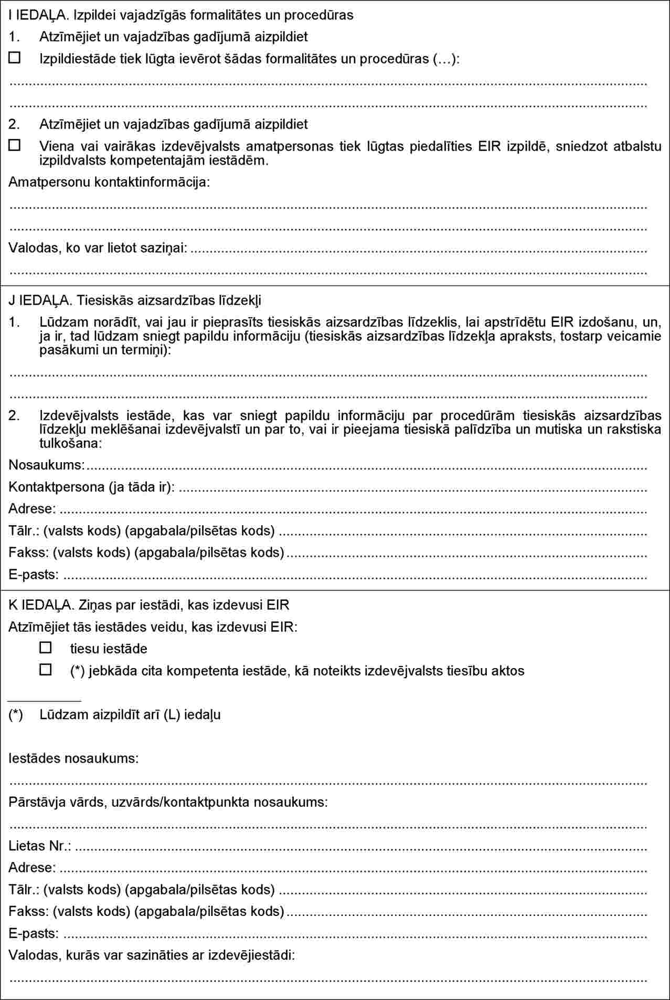 I IEDAĻA. Izpildei vajadzīgās formalitātes un procedūras
1. Atzīmējiet un vajadzības gadījumā aizpildiet
☐ Izpildiestāde tiek lūgta ievērot šādas formalitātes un procedūras (…):
2. Atzīmējiet un vajadzības gadījumā aizpildiet
☐ Viena vai vairākas izdevējvalsts amatpersonas tiek lūgtas piedalīties EIR izpildē, sniedzot atbalstu
izpildvalsts kompetentajām iestādēm.
Amatpersonu kontaktinformācija:
Valodas, ko var lietot saziņai:
J IEDAĻA. Tiesiskās aizsardzības līdzekļi
1. Lūdzam norādīt, vai jau ir pieprasīts tiesiskās aizsardzības līdzeklis, lai apstrīdētu EIR izdošanu, un,
ja ir, tad lūdzam sniegt papildu informāciju (tiesiskās aizsardzības līdzekļa apraksts, tostarp veicamie
pasākumi un termiņi):
2. Izdevējvalsts iestāde, kas var sniegt papildu informāciju par procedūrām tiesiskās aizsardzības
līdzekļu meklēšanai izdevējvalstī un par to, vai ir pieejama tiesiskā palīdzība un mutiska un rakstiska
tulkošana:
Nosaukums:
Kontaktpersona (ja tāda ir):
Adrese:
Tālr.: (valsts kods) (apgabala/pilsētas kods)
Fakss: (valsts kods) (apgabala/pilsētas kods)
E-pasts:
K IEDAĻA. Ziņas par iestādi, kas izdevusi EIR
Atzīmējiet tās iestādes veidu, kas izdevusi EIR:
☐ tiesu iestāde
☐ (*) jebkāda cita kompetenta iestāde, kā noteikts izdevējvalsts tiesību aktos
(*) Lūdzam aizpildīt arī (L) iedaļu
Iestādes nosaukums:
Pārstāvja vārds, uzvārds/kontaktpunkta nosaukums:
Lietas Nr.:
Adrese:
Tālr.: (valsts kods) (apgabala/pilsētas kods)
Fakss: (valsts kods) (apgabala/pilsētas kods)
E-pasts:
Valodas, kurās var sazināties ar izdevējiestādi: